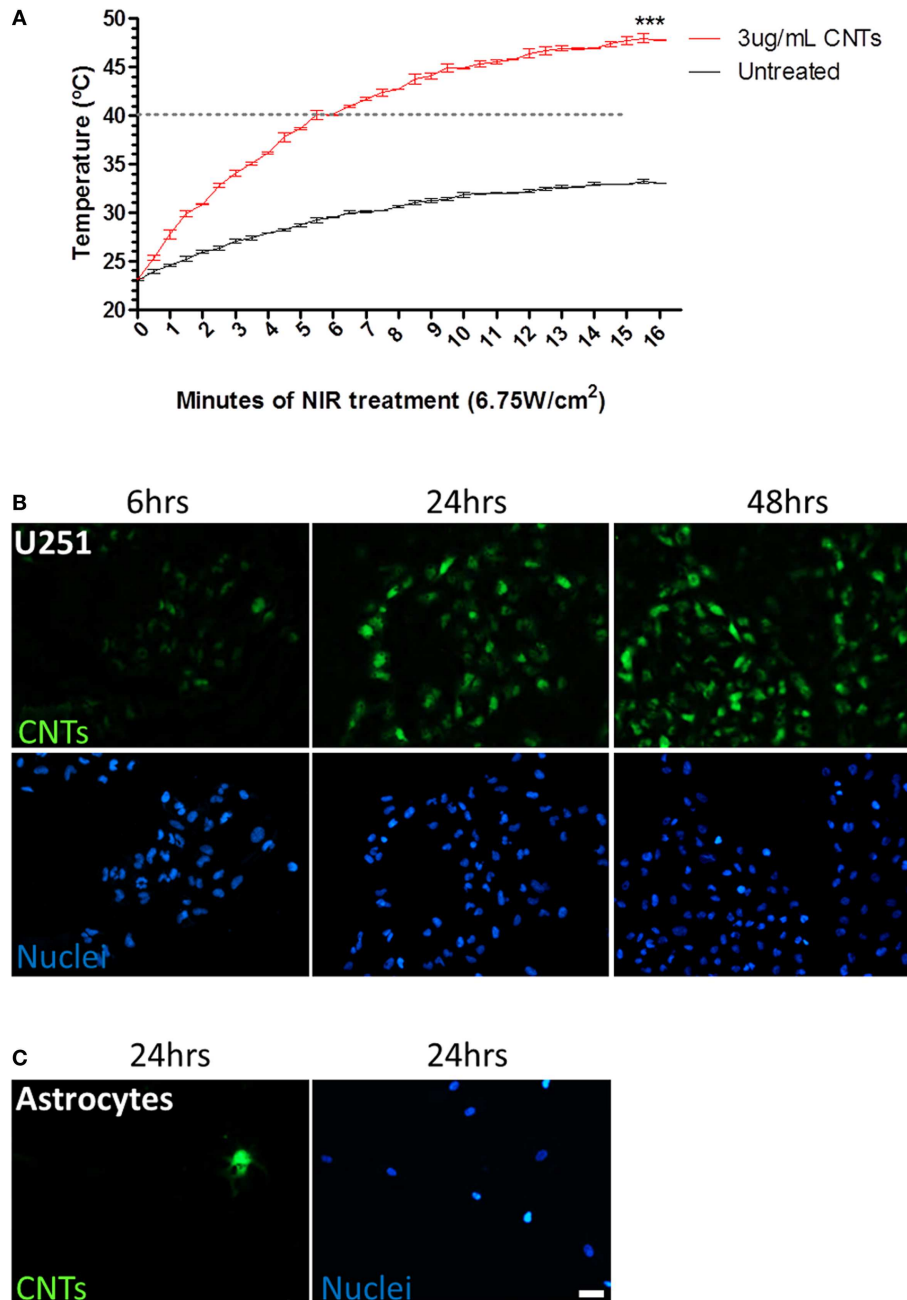 A
50
45
40
35
30
25
20
Temperature (ºC)
***
3ug/mL CNTs
Untreated
0 1 2 3 4 5 6 7 8 9 10 11 12 13 14 15 16
Minutes of NIR treatment (6.75W/cm²)
B
6hrs 24hrs 48hrs
U251
CNTs
Nuclei
C
24hrs 24hrs
Astrocytes
CNTs Nuclei